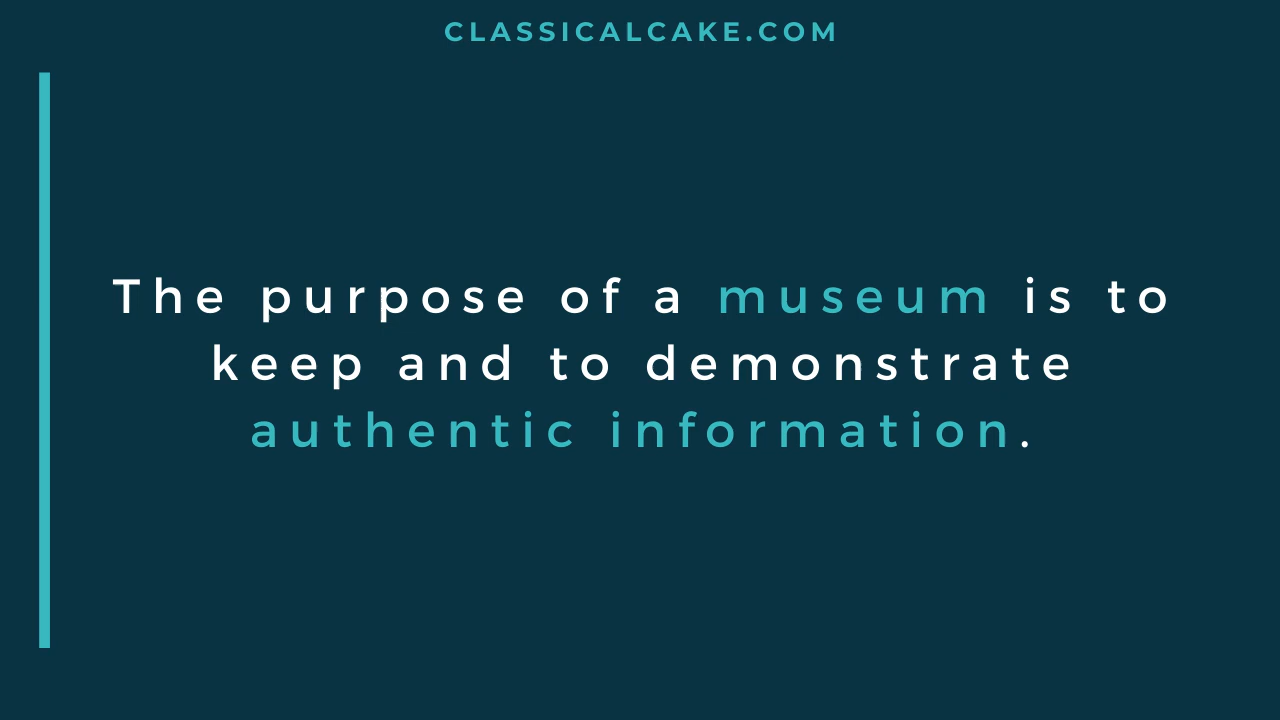 CLASSICALCAKE.COM
The purpose of a museum is to
keep and to demonstrate
authentic information.